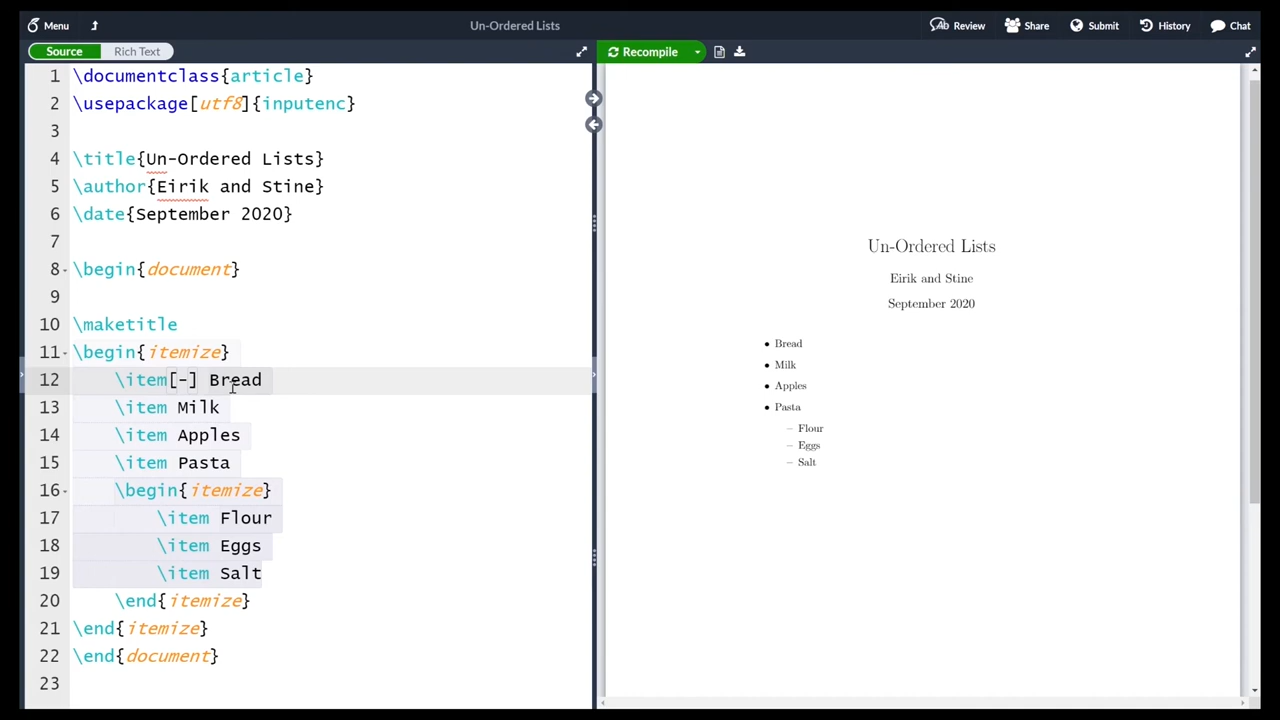 Menu
Un-Ordered Lists
Review
Share
Submit
History
Chat
Source
Rich Text
Recompile
1 \documentclass{article}
2 \usepackage[utf8]{inputenc}
3
4 \title{Un-Ordered Lists}
5 \author{Eirik and Stine}
6 \date{September 2020}
7
8 \begin{document}
9
10 \maketitle
11 \begin{itemize}
12 \item[-] Bread
13 \item Milk
14 \item Apples
15 \item Pasta
16 \begin{itemize}
17 \item Flour
18 \item Eggs
19 \item Salt
20 \end{itemize}
21 \end{itemize}
22 \end{document}
23
Un-Ordered Lists
Eirik and Stine
September 2020
• Bread
• Milk
• Apples
• Pasta
– Flour
– Eggs
– Salt